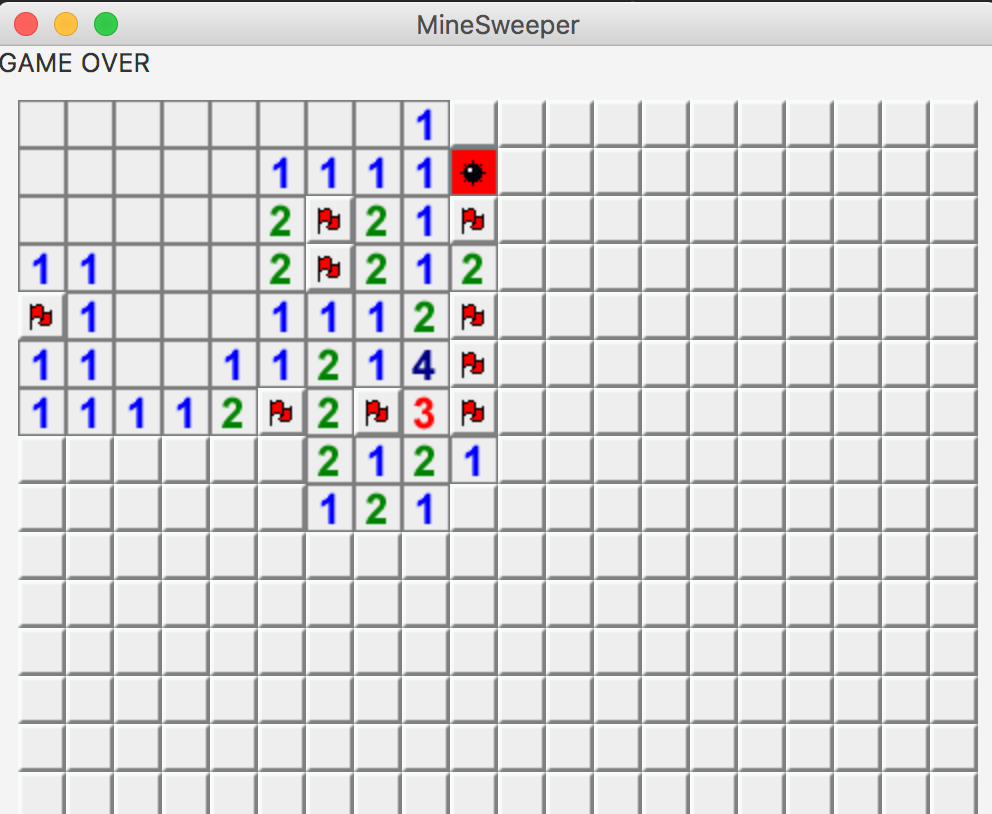 MineSweeper
GAME OVER
1
1 1 1 1
2 2 1
1 1 2 2 1 2
1 1 1 1 2
1 1 1 1 2 1 4
1 1 1 1 2 2 3
2 1 2 1
1 2 1